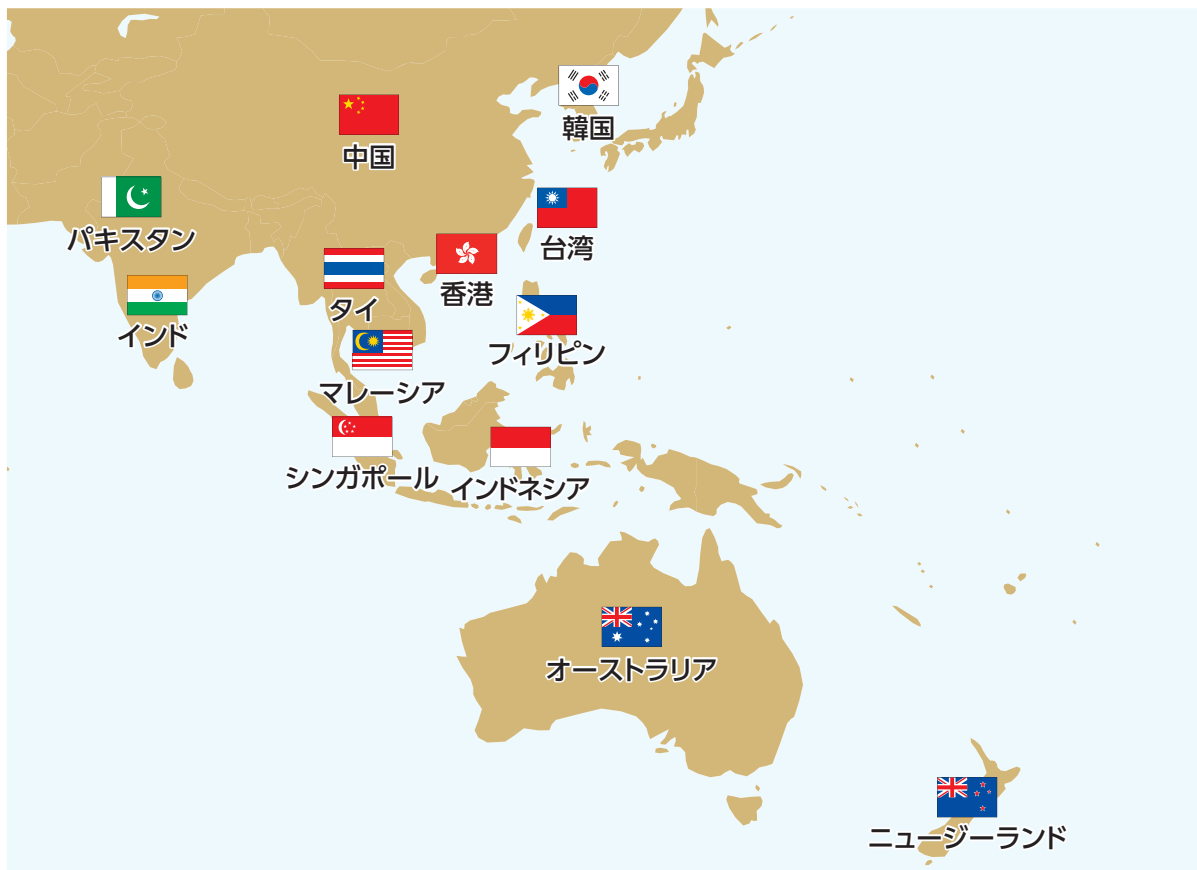 韓国
中国
パキスタン
台湾
香港
タイ
インド
フィリピン
マレーシア
シンガポール
インドネシア
オーストラリア
ニュージーランド